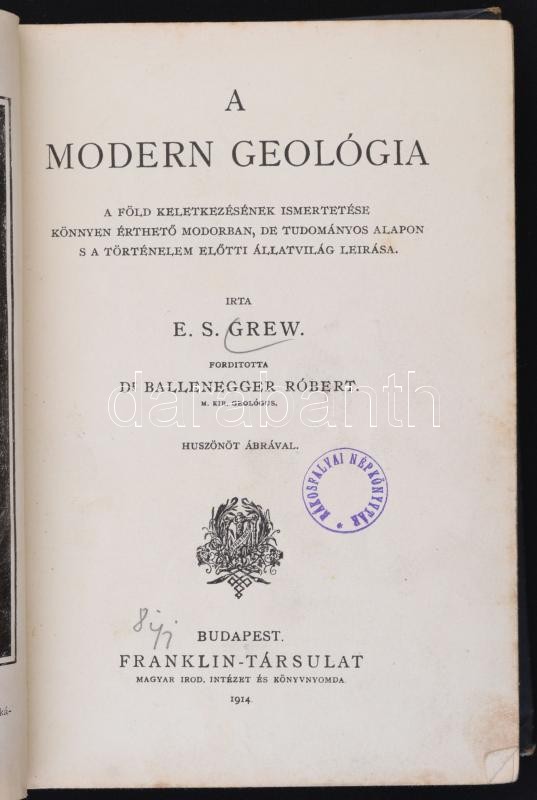 A
MODERN GEOLÓGIA
A FÖLD KELETKEZÉSÉNEK ISMERTETÉSE
KÖNNYEN ÉRTHETŐ MODORBAN, DE TUDOMÁNYOS ALAPON
S A TÖRTÉNELEM ELŐTTI ÁLLATVILÁG LEIRÁSA.
IRTA
E. S. GREW.
FORDITOTTA
Dr BALLENEGGER RÓBERT.
M. KIR. GEOLÓGUS.
darabanth
HUSZÖNÖT ÁBRÁVAL.
RÁKOSFALVAI NÉPKÖNYVTÁR *
BUDAPEST.
FRANKLIN-TÁRSULAT
MAGYAR IROD. INTÉZET ÉS KÖNYVNYOMDA
1914.